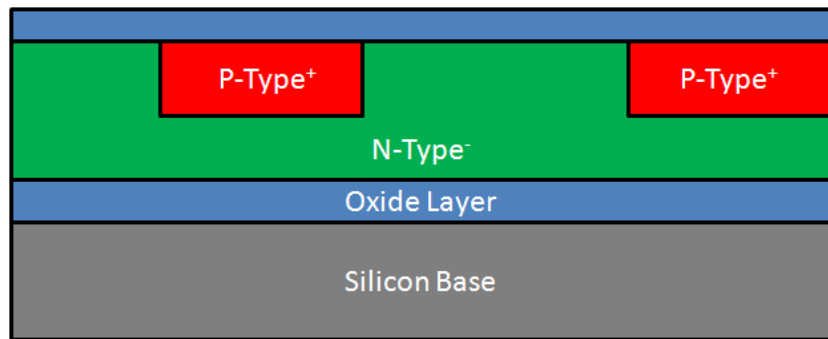 P-Type⁺ P-Type⁺
N-Type⁻
Oxide Layer
Silicon Base